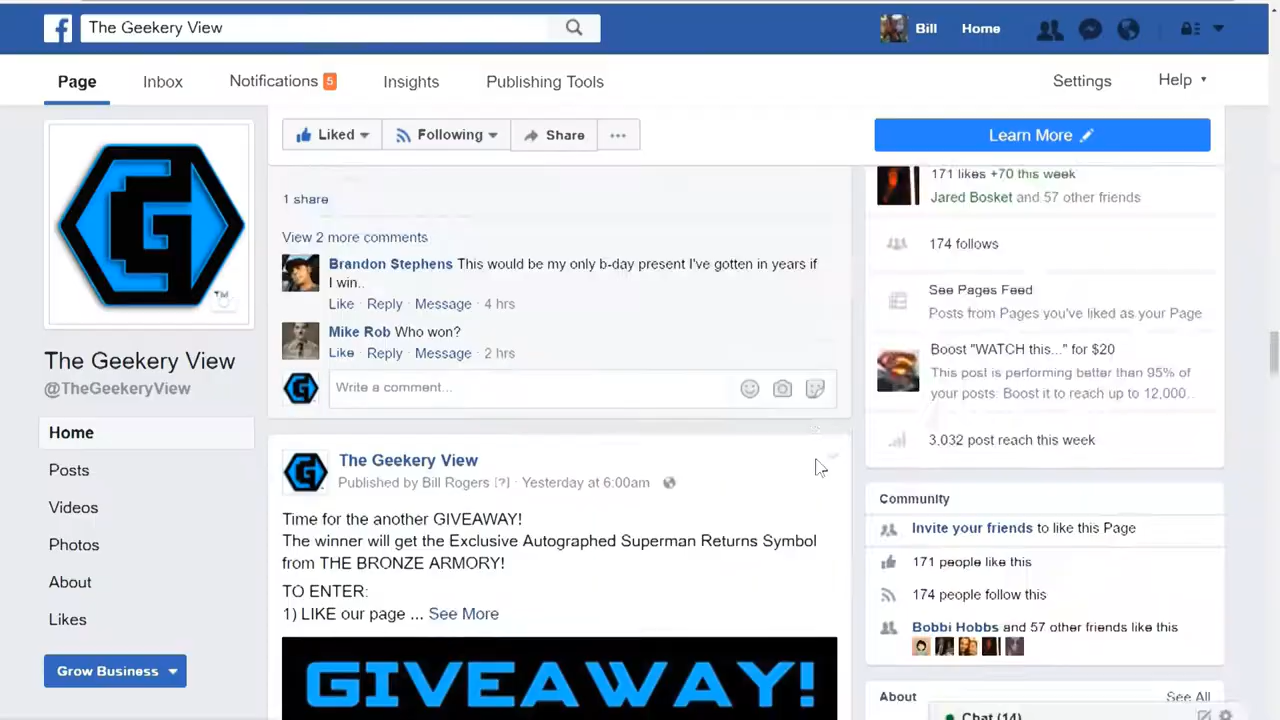 The Geekery View
Bill
Home
Page
Inbox
Notifications 5
Insights
Publishing Tools
Settings
Help
Liked
Following
Share
Learn More
171 likes +70 this week
Jared Bosket and 57 other friends
1 share
View 2 more comments
174 follows
Brandon Stephens This would be my only b-day present I've gotten in years if
I win..
Like · Reply · Message · 4 hrs
See Pages Feed
Posts from Pages you've liked as your Page
TM
Mike Rob Who won?
Like · Reply · Message · 2 hrs
Boost "WATCH this..." for $20
This post is performing better than 95% of
your posts. Boost it to reach up to 12,000..
The Geekery View
@TheGeekeryView
Write a comment...
3,032 post reach this week
Home
Posts
Videos
Photos
About
Likes
Grow Business
The Geekery View
Published by Bill Rogers [?] · Yesterday at 6:00am
Time for the another GIVEAWAY!
The winner will get the Exclusive Autographed Superman Returns Symbol
from THE BRONZE ARMORY!
TO ENTER:
1) LIKE our page ... See More
GIVEAWAY!
Community
Invite your friends to like this Page
171 people like this
174 people follow this
Bobbi Hobbs and 57 other friends like this
About
See All
Chat (14)